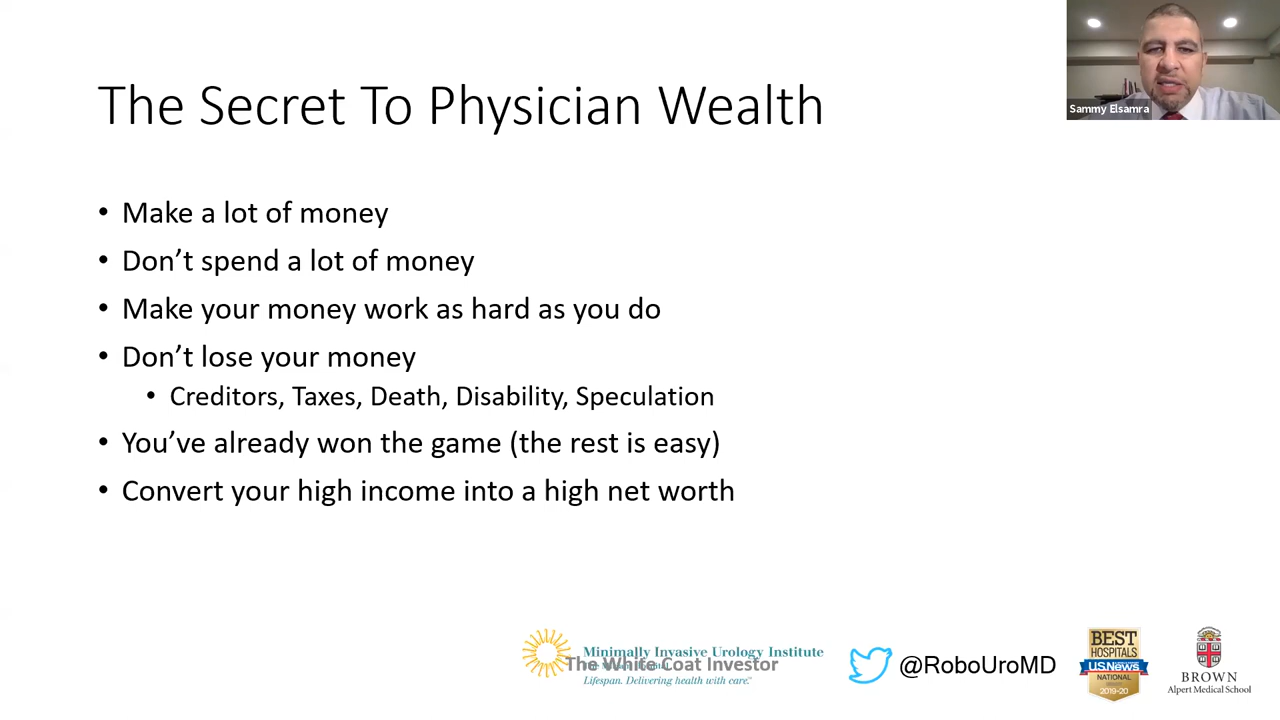 The Secret To Physician Wealth
Sammy Elsamra
• Make a lot of money
• Don’t spend a lot of money
• Make your money work as hard as you do
• Don’t lose your money
• Creditors, Taxes, Death, Disability, Speculation
• You’ve already won the game (the rest is easy)
• Convert your high income into a high net worth
Minimally Invasive Urology Institute
The White Coat Investor
Lifespan. Delivering health with care.
@RoboUroMD
BEST
HOSPITALS
U.S.News
NATIONAL
2019-20
BROWN
Alpert Medical School